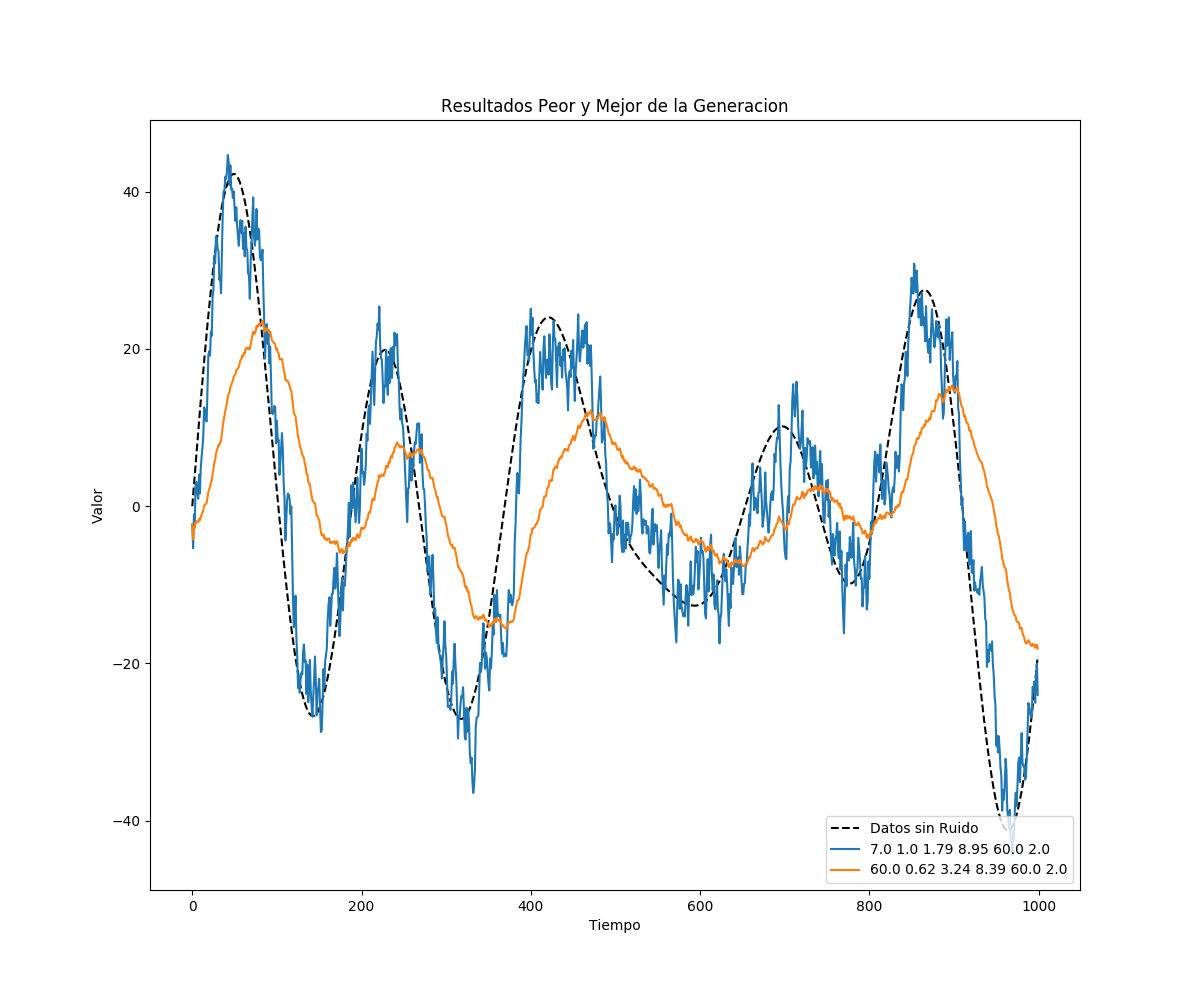 Resultados Peor y Mejor de la Generacion
Valor
40
20
0
−20
−40
0 200 400 600 800 1000
Tiempo
Datos sin Ruido
7.0 1.0 1.79 8.95 60.0 2.0
60.0 0.62 3.24 8.39 60.0 2.0